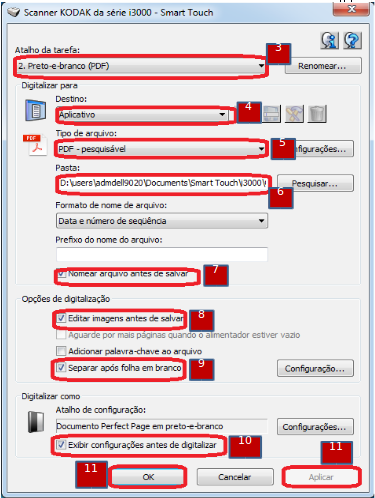 Scanner KODAK da série i3000 - Smart Touch
3
Atalho da tarefa:
2. Preto-e-branco (PDF)
Renomear...
Digitalizar para
Destino:
Aplicativo
4
PDF
Tipo de arquivo:
PDF - pesquisável
5
nfigurações...
Pasta:
D:\users\admdell9020\Documents\Smart Touch\i3000\
Pesquisar...
6
Formato de nome de arquivo:
Data e número de seqüência
Prefixo do nome do arquivo:
7
Nomear arquivo antes de salvar
Opções de digitalização
Editar imagens antes de salvar
8
Aguarde por mais páginas quando o alimentador estiver vazio
Adicionar palavra-chave ao arquivo
Separar após folha em branco
9
Configuração...
Digitalizar como
Atalho de configuração:
Documento Perfect Page em preto-e-branco
Configurações...
Exibir configurações antes de digitalizar
10
11
OK
Cancelar
11
Aplicar